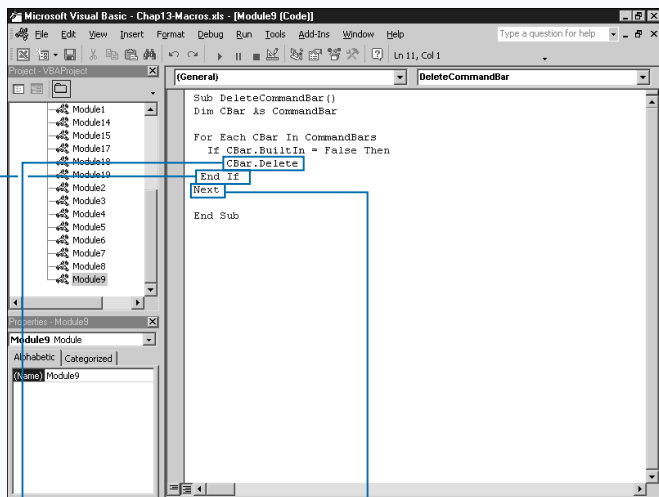 Microsoft Visual Basic - Chap13-Macros.xls - [Module9 (Code)]
File Edit View Insert Format Debug Run Tools Add-Ins Window Help Type a question for help
Ln 11, Col 1
Project - VBAProject
(General) DeleteCommandBar
Module1
Module14
Module15
Module17
Module18
Module19
Module2
Module3
Module4
Module5
Module6
Module7
Module8
Module9
Sub DeleteCommandBar()
Dim CBar As CommandBar
For Each CBar In CommandBars
If CBar.BuiltIn = False Then
CBar.Delete
End If
Next
End Sub
Properties - Module9
Module9 Module
Alphabetic Categorized
(Name) Module9